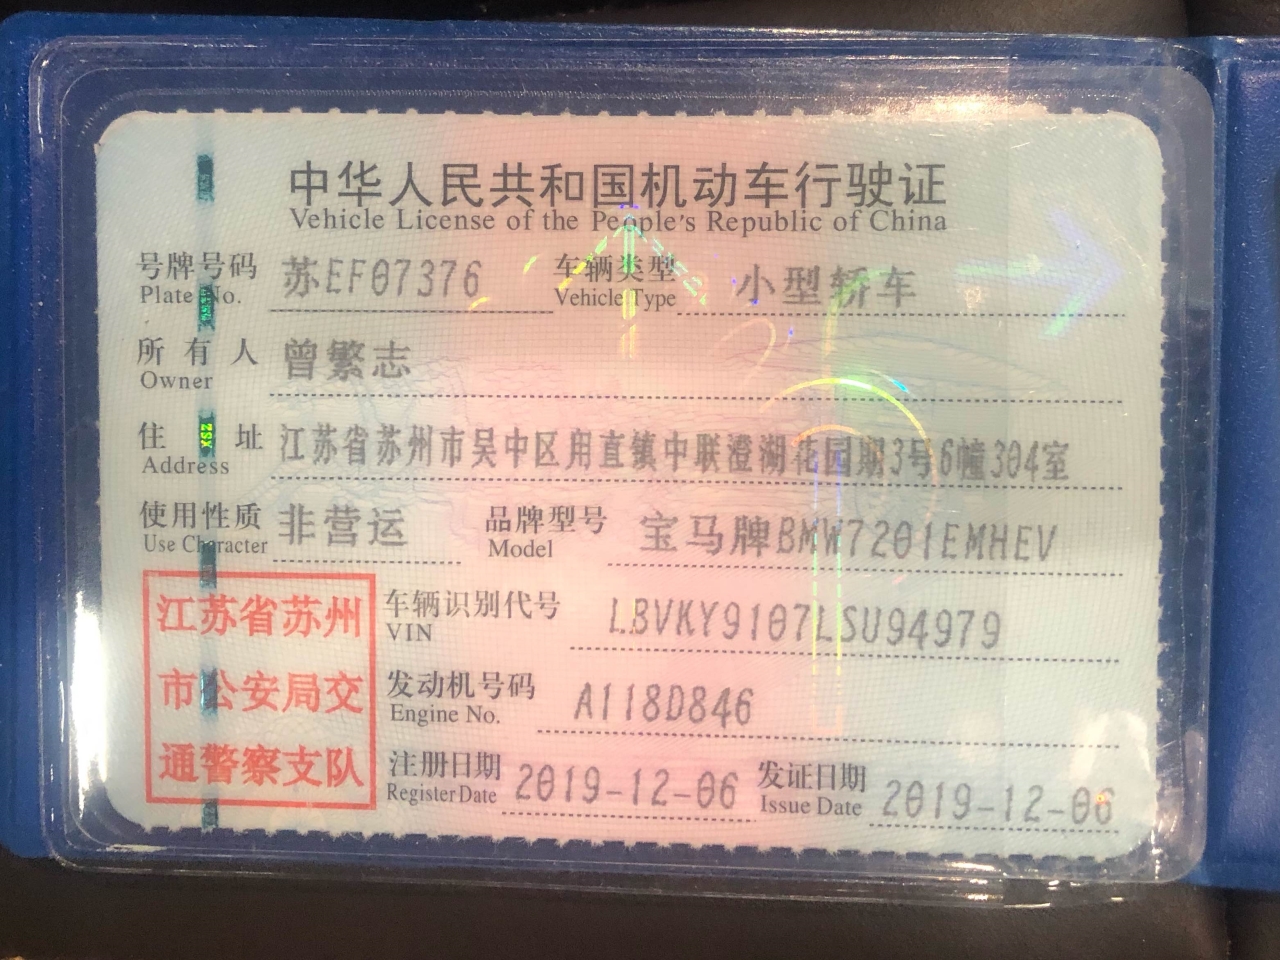 中华人民共和国机动车行驶证
Vehicle License of the People's Republic of China
号牌号码 苏EF07376 车辆类型 小型轿车
Plate No. Vehicle Type
所有人 曾繁志
Owner
住址 江苏省苏州市吴中区甪直镇中联澄湖花园期3号6幢304室
Address
使用性质 非营运 品牌型号 宝马牌BMW7201EMHEV
Use Character Model
江苏省苏州
市公安局交
通警察支队
车辆识别代号 LBVKY9107LSU94979
VIN
发动机号码 A118D846
Engine No.
注册日期 2019-12-06 发证日期 2019-12-06
Register Date Issue Date
ZSX